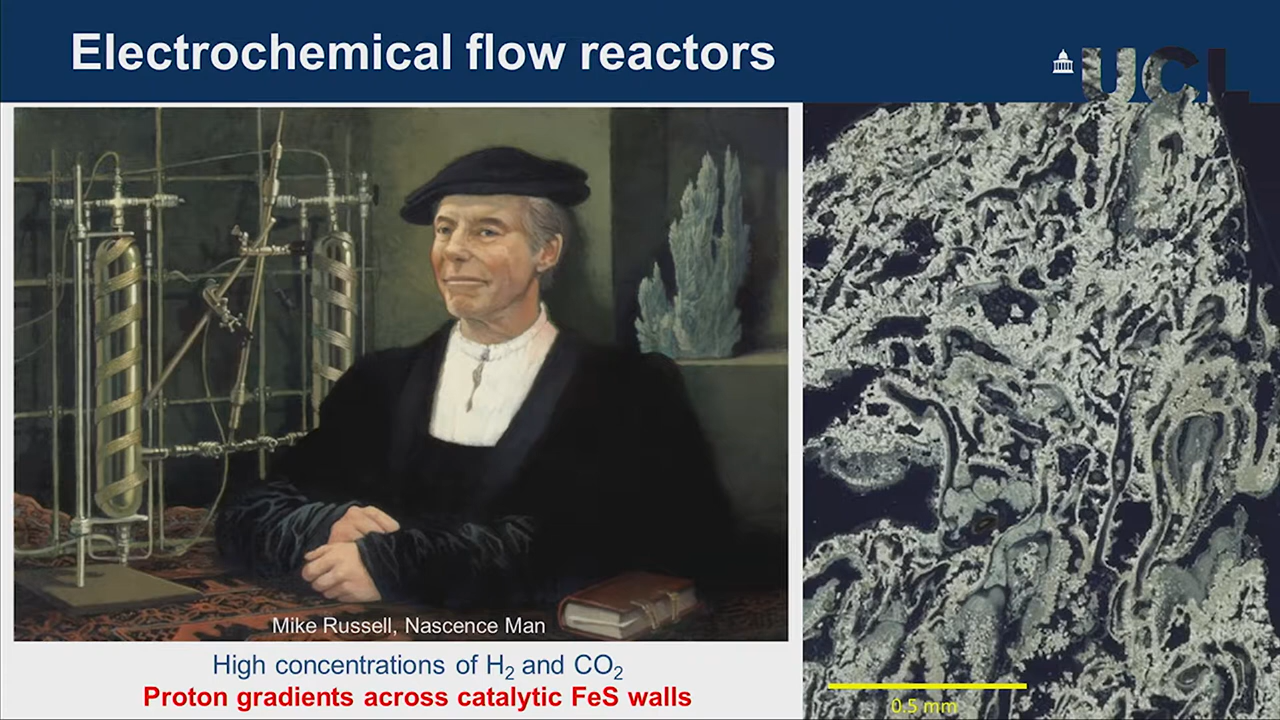 Electrochemical flow reactors
UCL
Mike Russell, Nascence Man
High concentrations of H₂ and CO₂
Proton gradients across catalytic FeS walls
0.5 mm